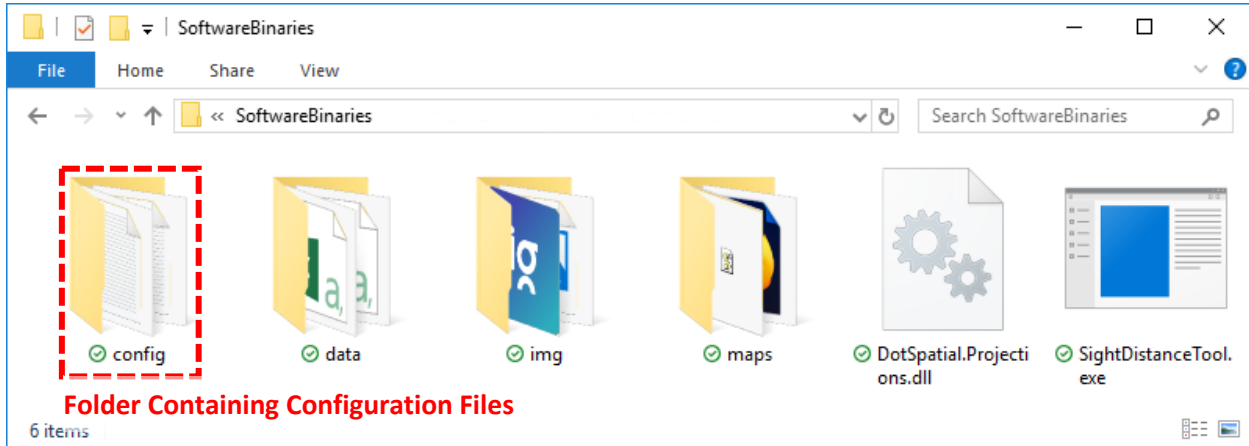 SoftwareBinaries
File Home Share View
« SoftwareBinaries
Search SoftwareBinaries
config
data
img
maps
DotSpatial.Projecti
ons.dll
SightDistanceTool.
exe
Folder Containing Configuration Files
6 items